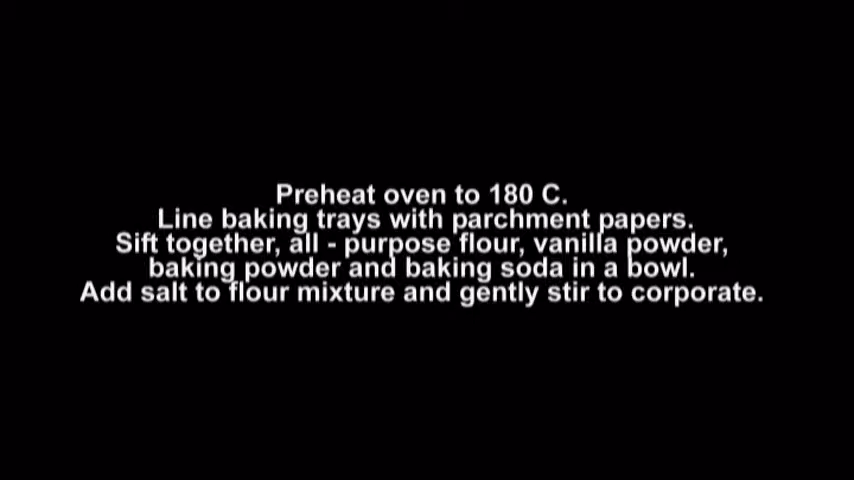 Preheat oven to 180 C.
Line baking trays with parchment papers.
Sift together, all - purpose flour, vanilla powder,
baking powder and baking soda in a bowl.
Add salt to flour mixture and gently stir to corporate.